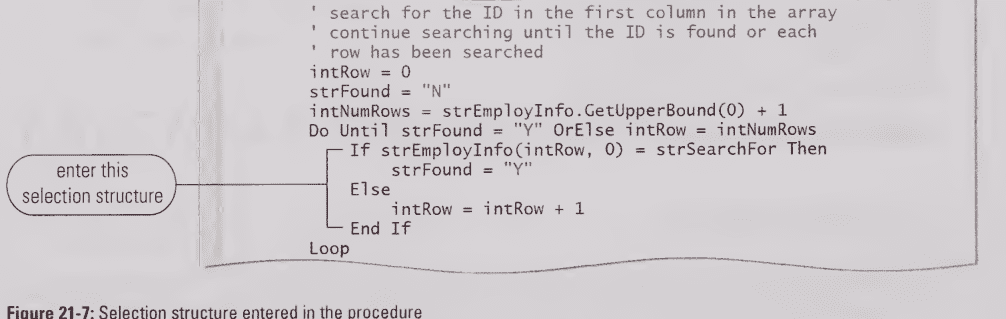 ' search for the ID in the first column in the array
' continue searching until the ID is found or each
' row has been searched
intRow = 0
strFound = "N"
intNumRows = strEmployInfo.GetUpperBound(0) + 1
Do Until strFound = "Y" OrElse intRow = intNumRows
If strEmployInfo(intRow, 0) = strSearchFor Then
strFound = "Y"
Else
intRow = intRow + 1
End If
Loop
enter this
selection structure
Figure 21-7: Selection structure entered in the procedure